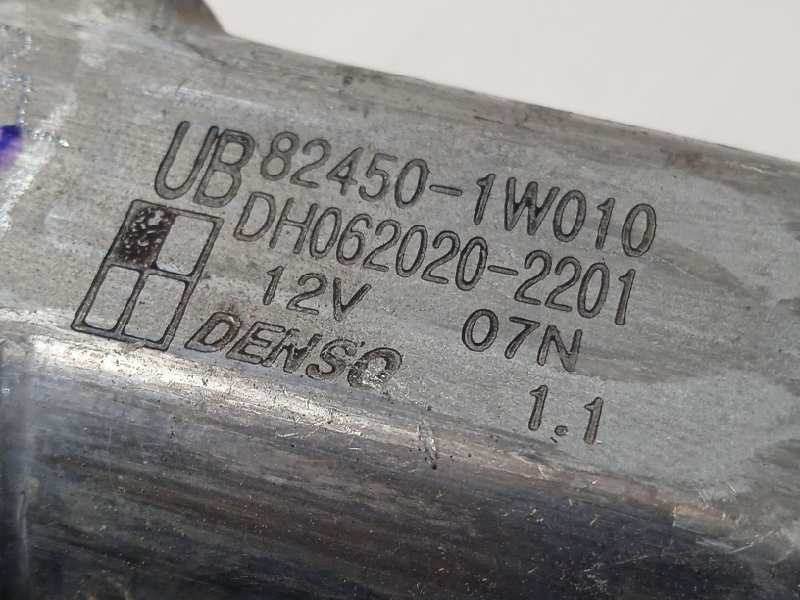 UB 82450-1W010
DH062020-2201
12V 07N
DENSO
1.1